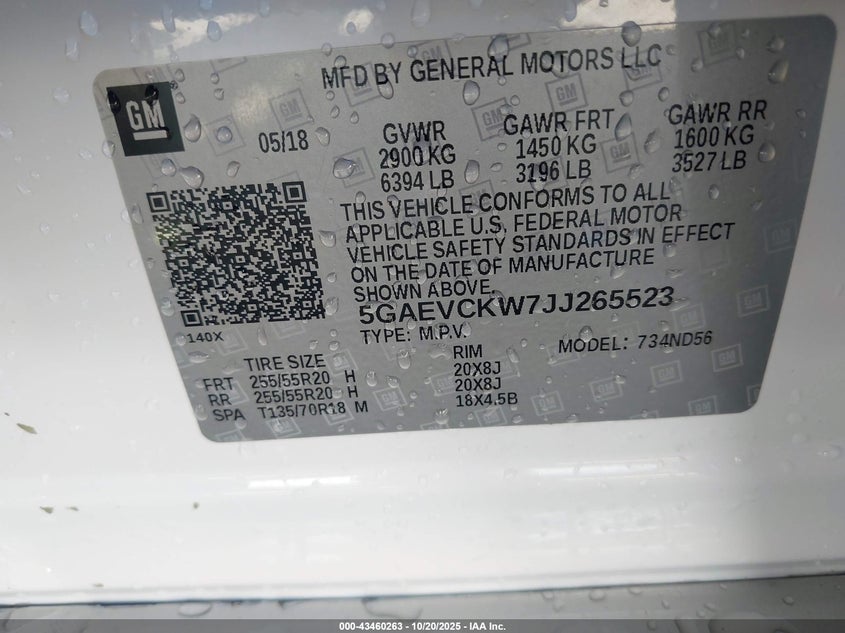 MFD BY GENERAL MOTORS LLC
GM
05/18
GVWR
2900 KG
6394 LB
GAWR FRT
1450 KG
3196 LB
GAWR RR
1600 KG
3527 LB
THIS VEHICLE CONFORMS TO ALL
APPLICABLE U.S. FEDERAL MOTOR
VEHICLE SAFETY STANDARDS IN EFFECT
ON THE DATE OF MANUFACTURE
SHOWN ABOVE.
5GAEVCKW7JJ265523
TYPE: M.P.V.
MODEL: 734ND56
140X
TIRE SIZE
RIM
FRT 255/55R20 H 20X8J
RR 255/55R20 H 20X8J
SPA T135/70R18 M 18X4.5B
000-43460263 - 10/20/2025 - IAA Inc.